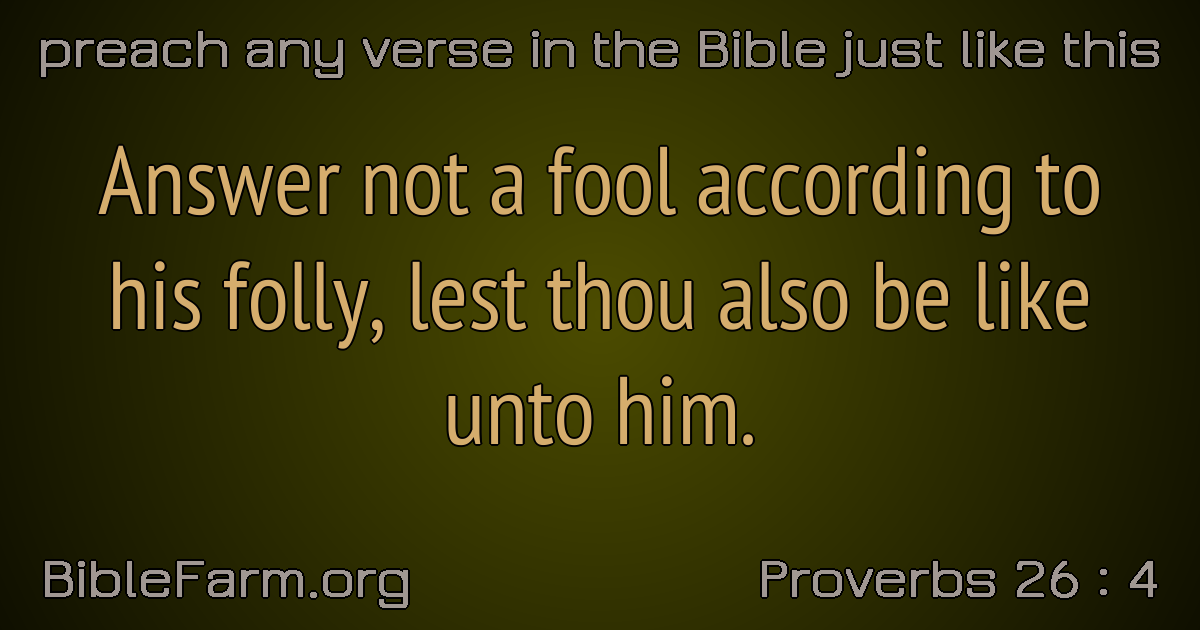 preach any verse in the Bible just like this
Answer not a fool according to
his folly, lest thou also be like
unto him.
BibleFarm.org
Proverbs 26 : 4